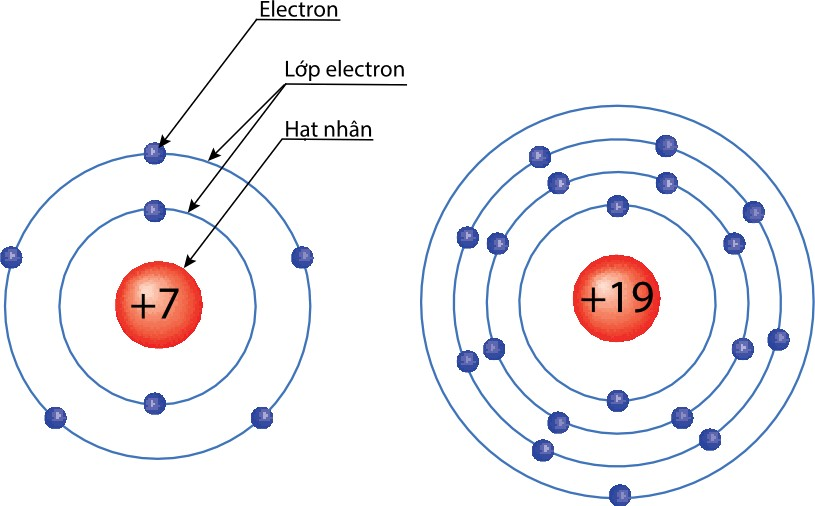 Electron
Lớp electron
Hạt nhân
+7
+19